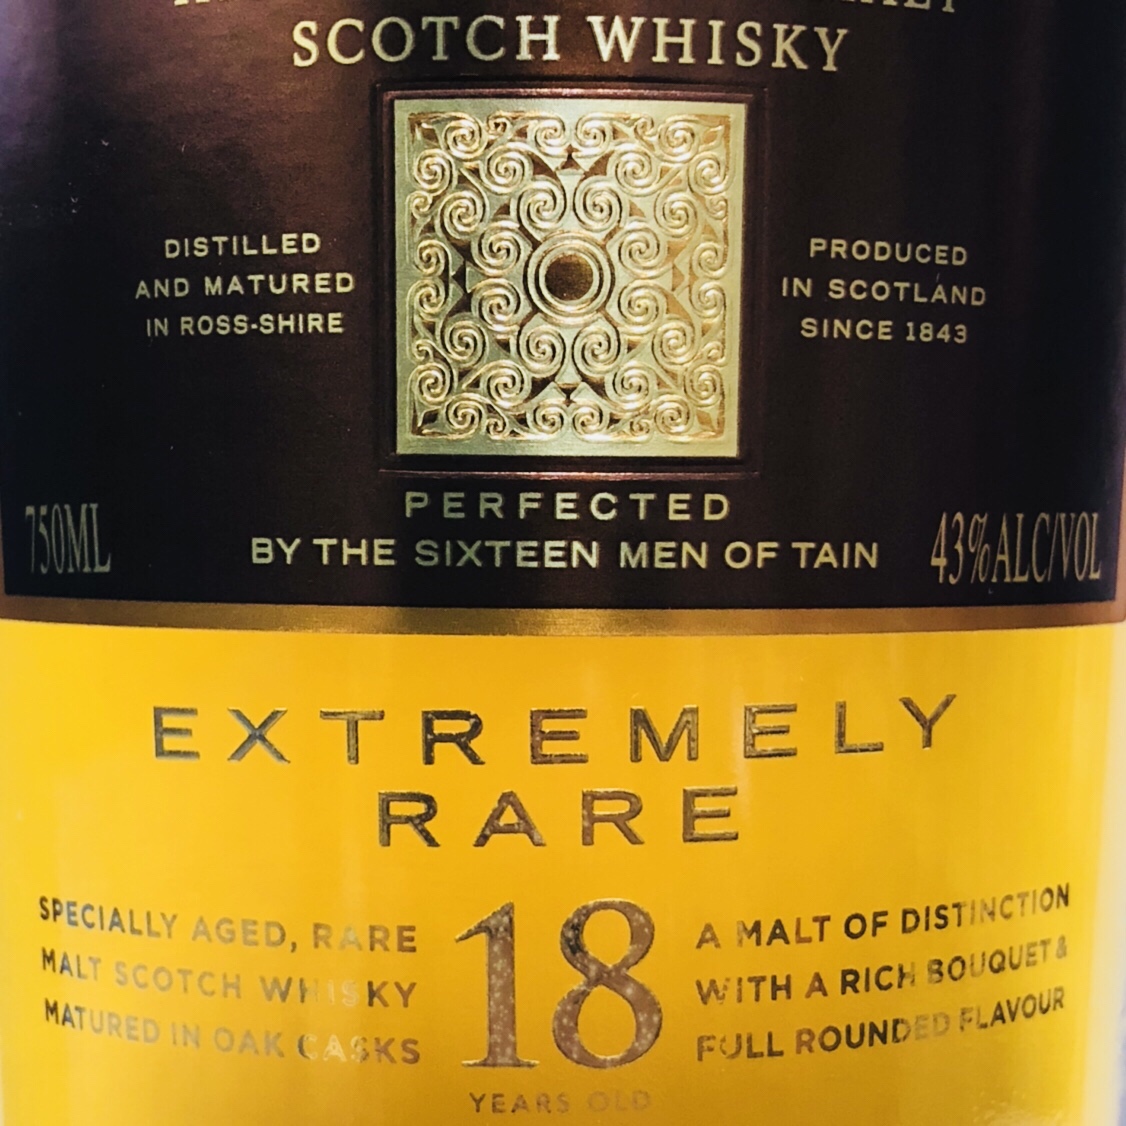 SCOTCH WHISKY
DISTILLED
AND MATURED
IN ROSS-SHIRE
PRODUCED
IN SCOTLAND
SINCE 1843
PERFECTED
BY THE SIXTEEN MEN OF TAIN
750ML
43%ALC/VOL
EXTREMELY
RARE
SPECIALLY AGED, RARE
MALT SCOTCH WHISKY
MATURED IN OAK CASKS
18
YEARS OLD
A MALT OF DISTINCTION
WITH A RICH BOUQUET &
FULL ROUNDED FLAVOUR